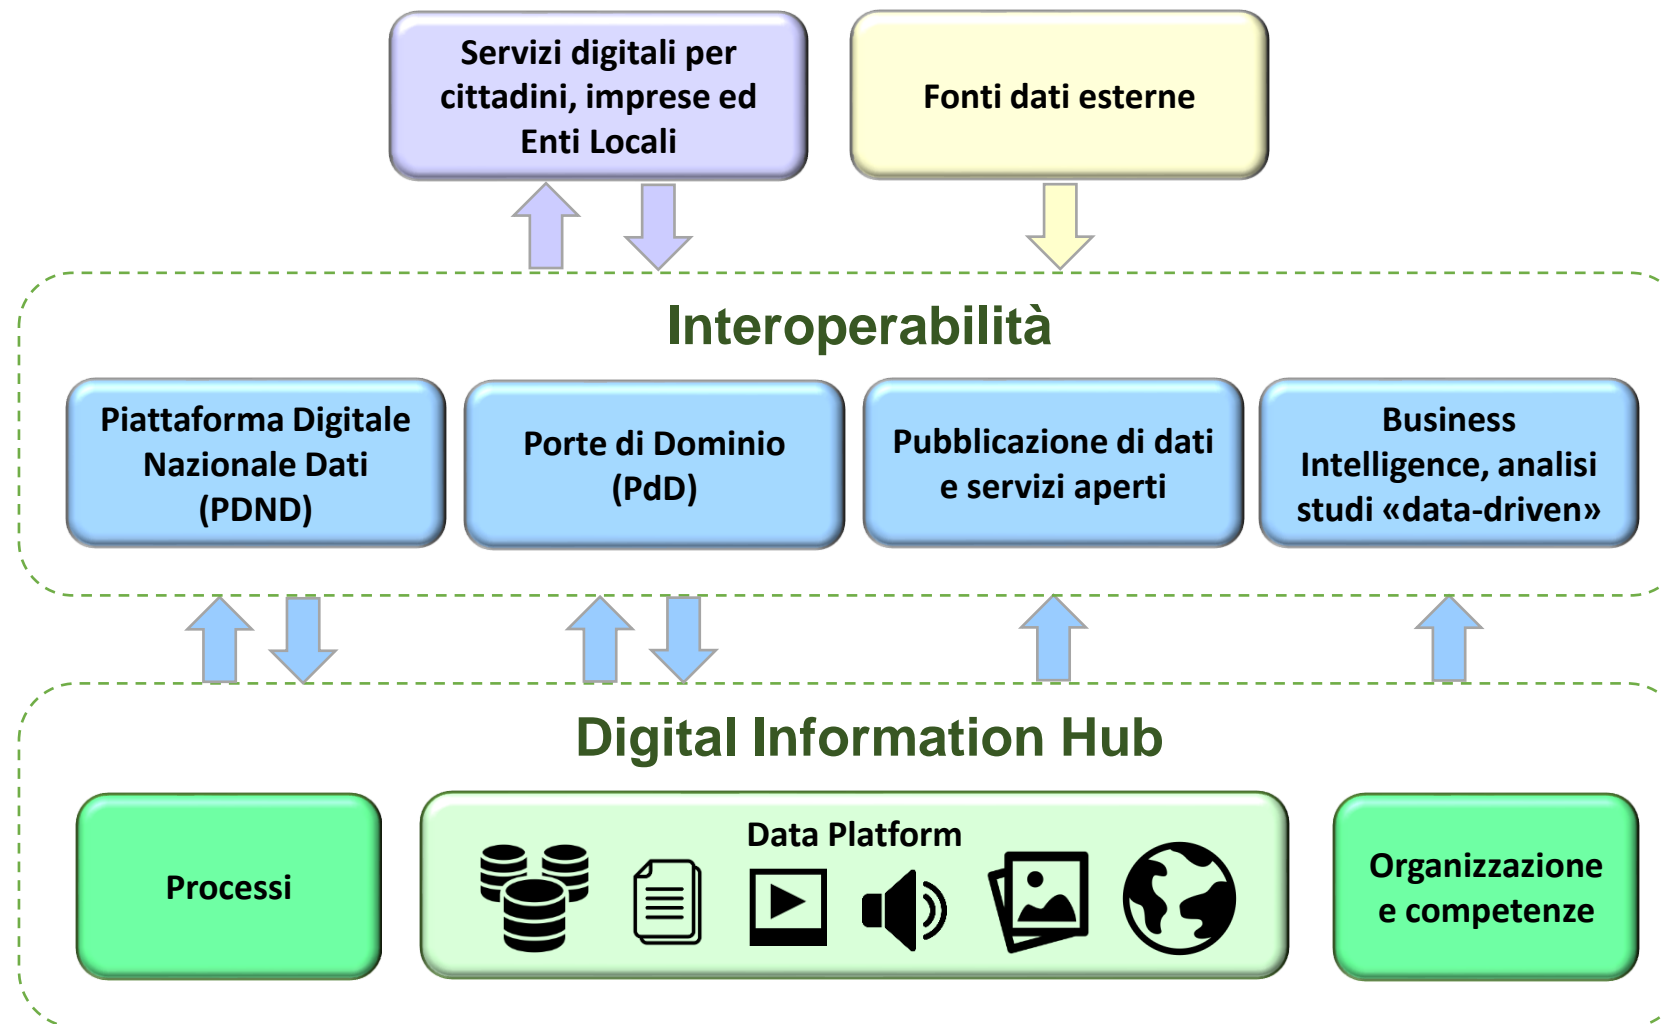 Servizi digitali per
cittadini, imprese ed
Enti Locali
Fonti dati esterne
Interoperabilità
Piattaforma Digitale
Nazionale Dati
(PDND)
Porte di Dominio
(PdD)
Pubblicazione di dati
e servizi aperti
Business
Intelligence, analisi
studi «data-driven»
Digital Information Hub
Processi
Data Platform
Organizzazione
e competenze